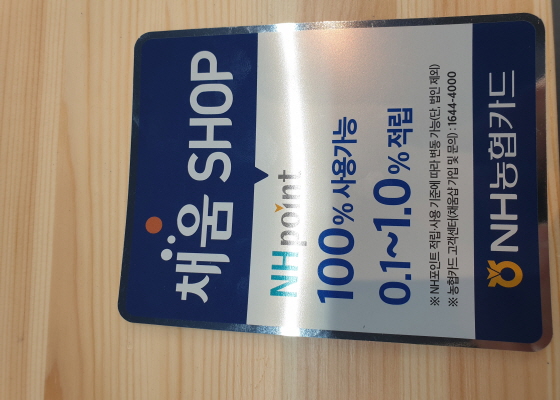 채움 SHOP
NH point
100% 사용가능
0.1~1.0% 적립
※ NH포인트 적립·사용 기준에 따라 변동 가능(단, 법인 제외)
※ 농협카드 고객센터(채움샵 가입 및 문의) : 1644-4000
NH농협카드